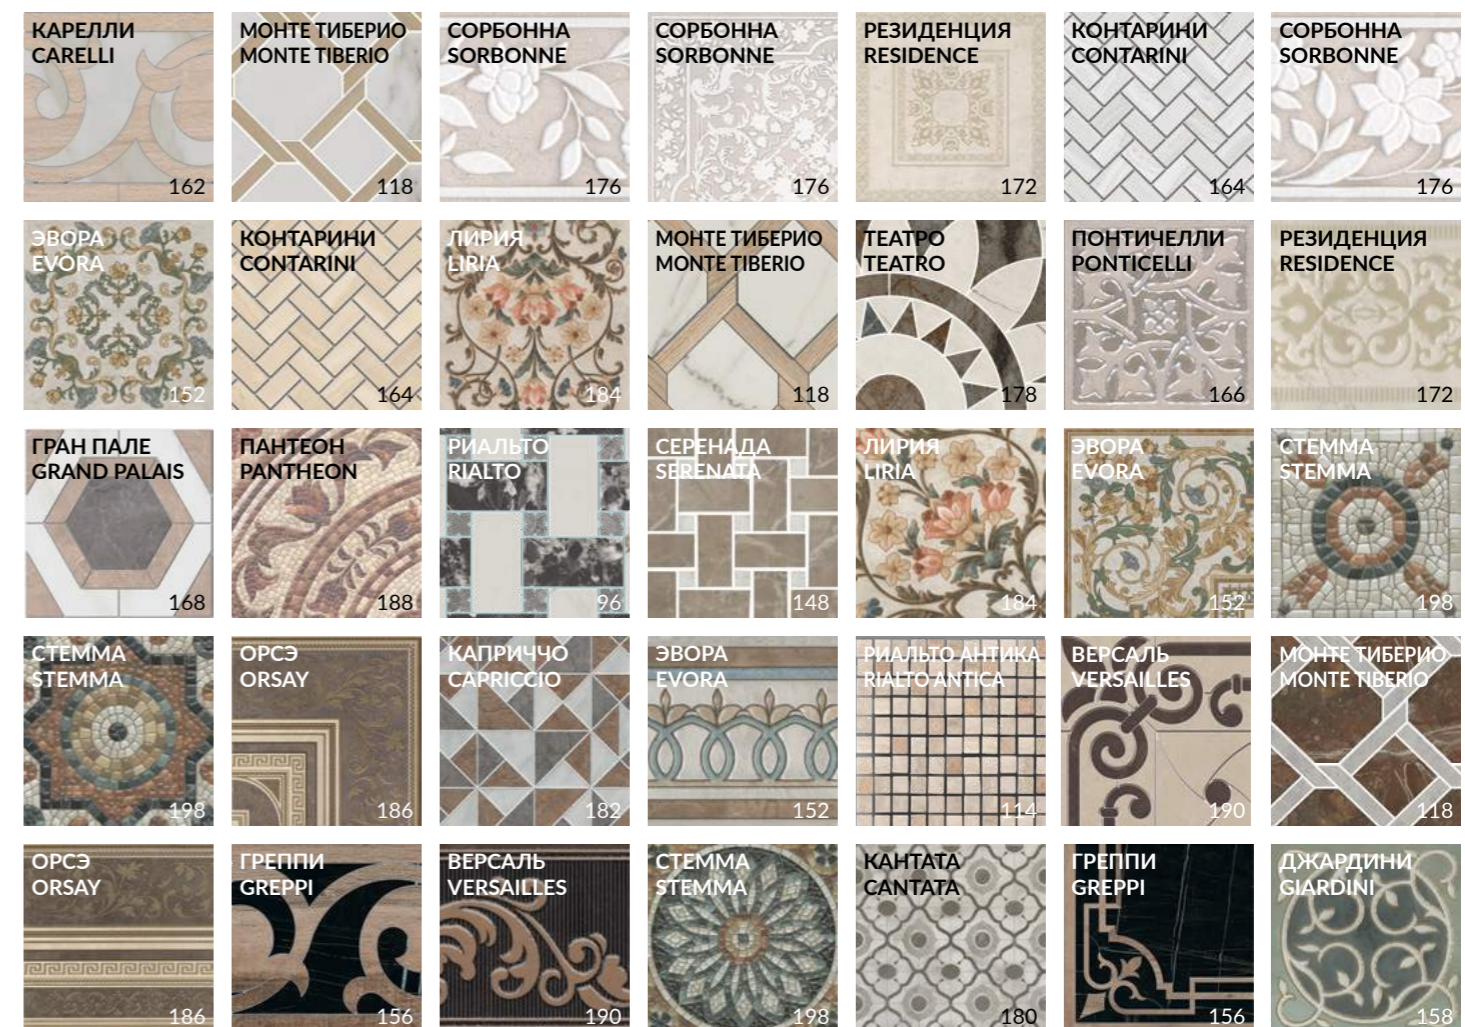 КАРЕЛЛИ
CARELLI
162
МОНТЕ ТИБЕРИО
MONTE TIBERIO
118
СОРБОННА
SORBONNE
176
СОРБОННА
SORBONNE
176
РЕЗИДЕНЦИЯ
RESIDENCE
172
КОНТАРИНИ
CONTARINI
164
СОРБОННА
SORBONNE
176
ЭВОРА
EVORA
152
КОНТАРИНИ
CONTARINI
164
ЛИРИЯ
LIRIA
184
МОНТЕ ТИБЕРИО
MONTE TIBERIO
118
ТЕАТРО
TEATRO
178
ПОНТИЧЕЛЛИ
PONTICELLI
166
РЕЗИДЕНЦИЯ
RESIDENCE
172
ГРАН ПАЛЕ
GRAND PALAIS
168
ПАНТЕОН
PANTHEON
188
РИАЛЬТО
RIALTO
96
СЕРЕНАДА
SERENATA
148
ЛИРИЯ
LIRIA
184
ЭВОРА
EVORA
152
СТЕММА
STEMMA
198
СТЕММА
STEMMA
198
ОРСЭ
ORSAY
186
КАПРИЧЧО
CAPRICCIO
182
ЭВОРА
EVORA
152
РИАЛЬТО АНТИКА
RIALTO ANTICA
114
ВЕРСАЛЬ
VERSAILLES
190
МОНТЕ ТИБЕРИО
MONTE TIBERIO
118
ОРСЭ
ORSAY
186
ГРЕППИ
GREPPI
156
ВЕРСАЛЬ
VERSAILLES
190
СТЕММА
STEMMA
198
КАНТАТА
CANTATA
180
ГРЕППИ
GREPPI
156
ДЖАРДИНИ
GIARDINI
158